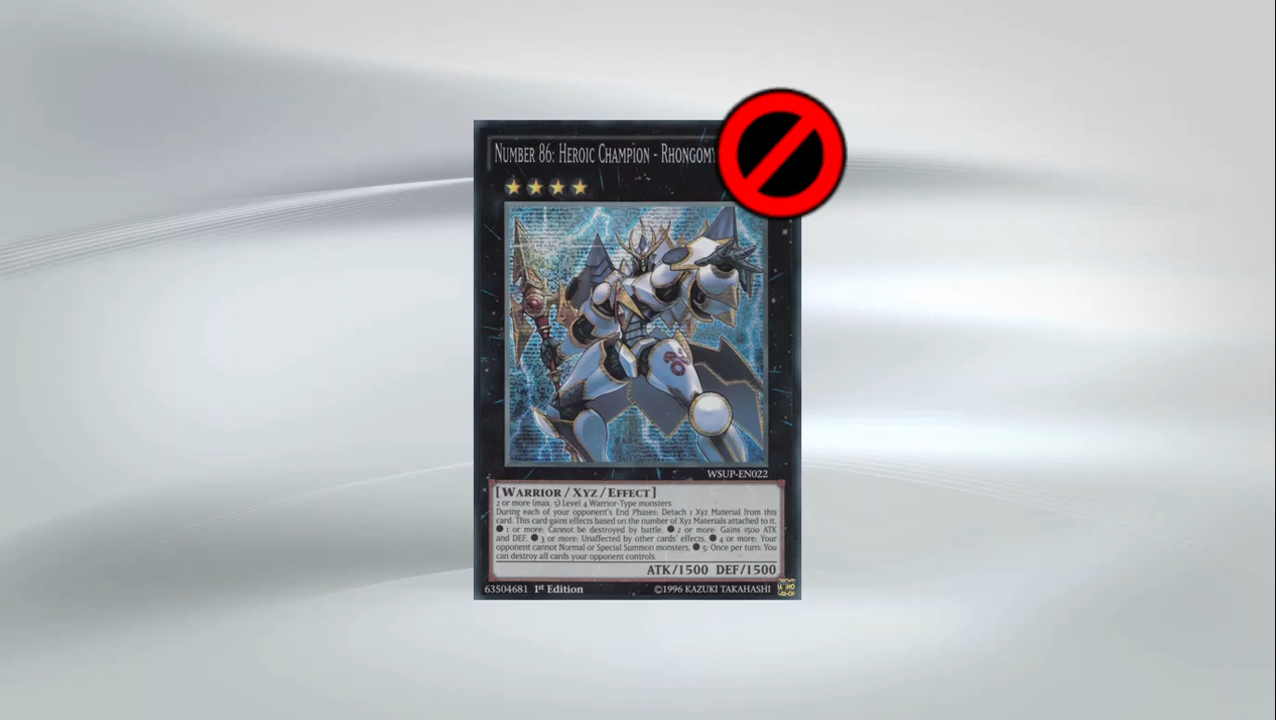 NUMBER 86: HEROIC CHAMPION - RHONGOMY
WSUP-EN022
[WARRIOR/XYZ/EFFECT]
2 or more (max. 5) Level 4 Warrior-Type monsters
During each of your opponent's End Phases: Detach 1 Xyz Material from this
card. This card gains effects based on the number of Xyz Materials attached to it.
● 1 or more: Cannot be destroyed by battle. ● 2 or more: Gains 1500 ATK
and DEF. ● 3 or more: Unaffected by other cards' effects. ● 4 or more: Your
opponent cannot Normal or Special Summon monsters. ● 5: Once per turn: You
can destroy all cards your opponent controls.
ATK/1500 DEF/1500
63504681 1st Edition ©1996 KAZUKI TAKAHASHI